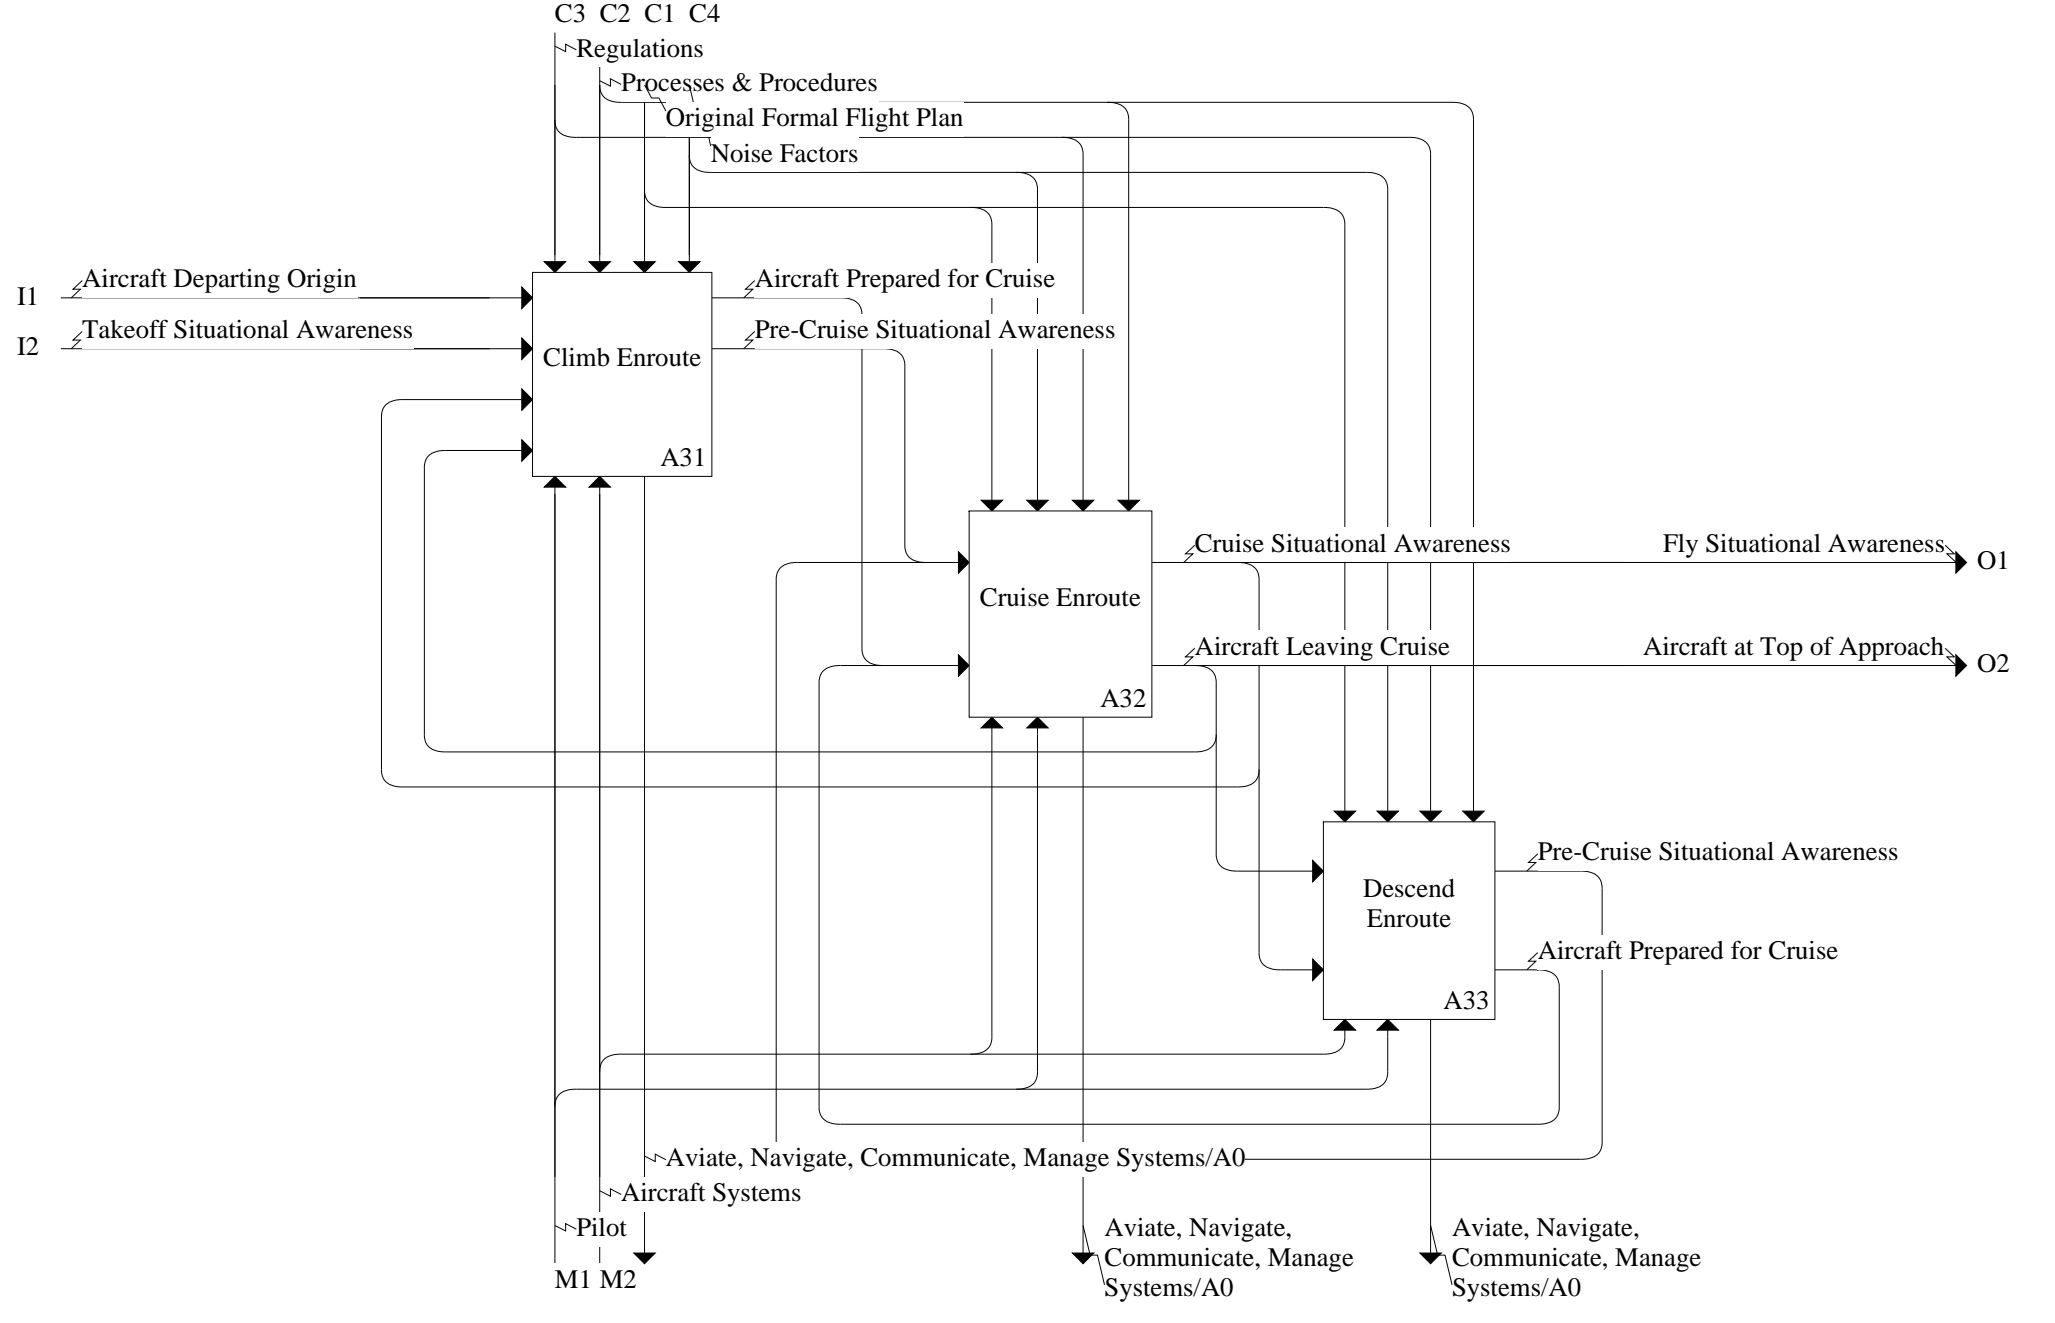 C3 C2 C1 C4
Regulations
Processes & Procedures
Original Formal Flight Plan
Noise Factors
I1
Aircraft Departing Origin
I2
Takeoff Situational Awareness
Climb Enroute
A31
Aircraft Prepared for Cruise
Pre-Cruise Situational Awareness
Cruise Enroute
A32
Cruise Situational Awareness
Fly Situational Awareness
O1
Aircraft Leaving Cruise
Aircraft at Top of Approach
O2
Descend
Enroute
A33
Pre-Cruise Situational Awareness
Aircraft Prepared for Cruise
Aviate, Navigate, Communicate, Manage Systems/A0
Aircraft Systems
Pilot
M1 M2
Aviate, Navigate,
Communicate, Manage
Systems/A0
Aviate, Navigate,
Communicate, Manage
Systems/A0